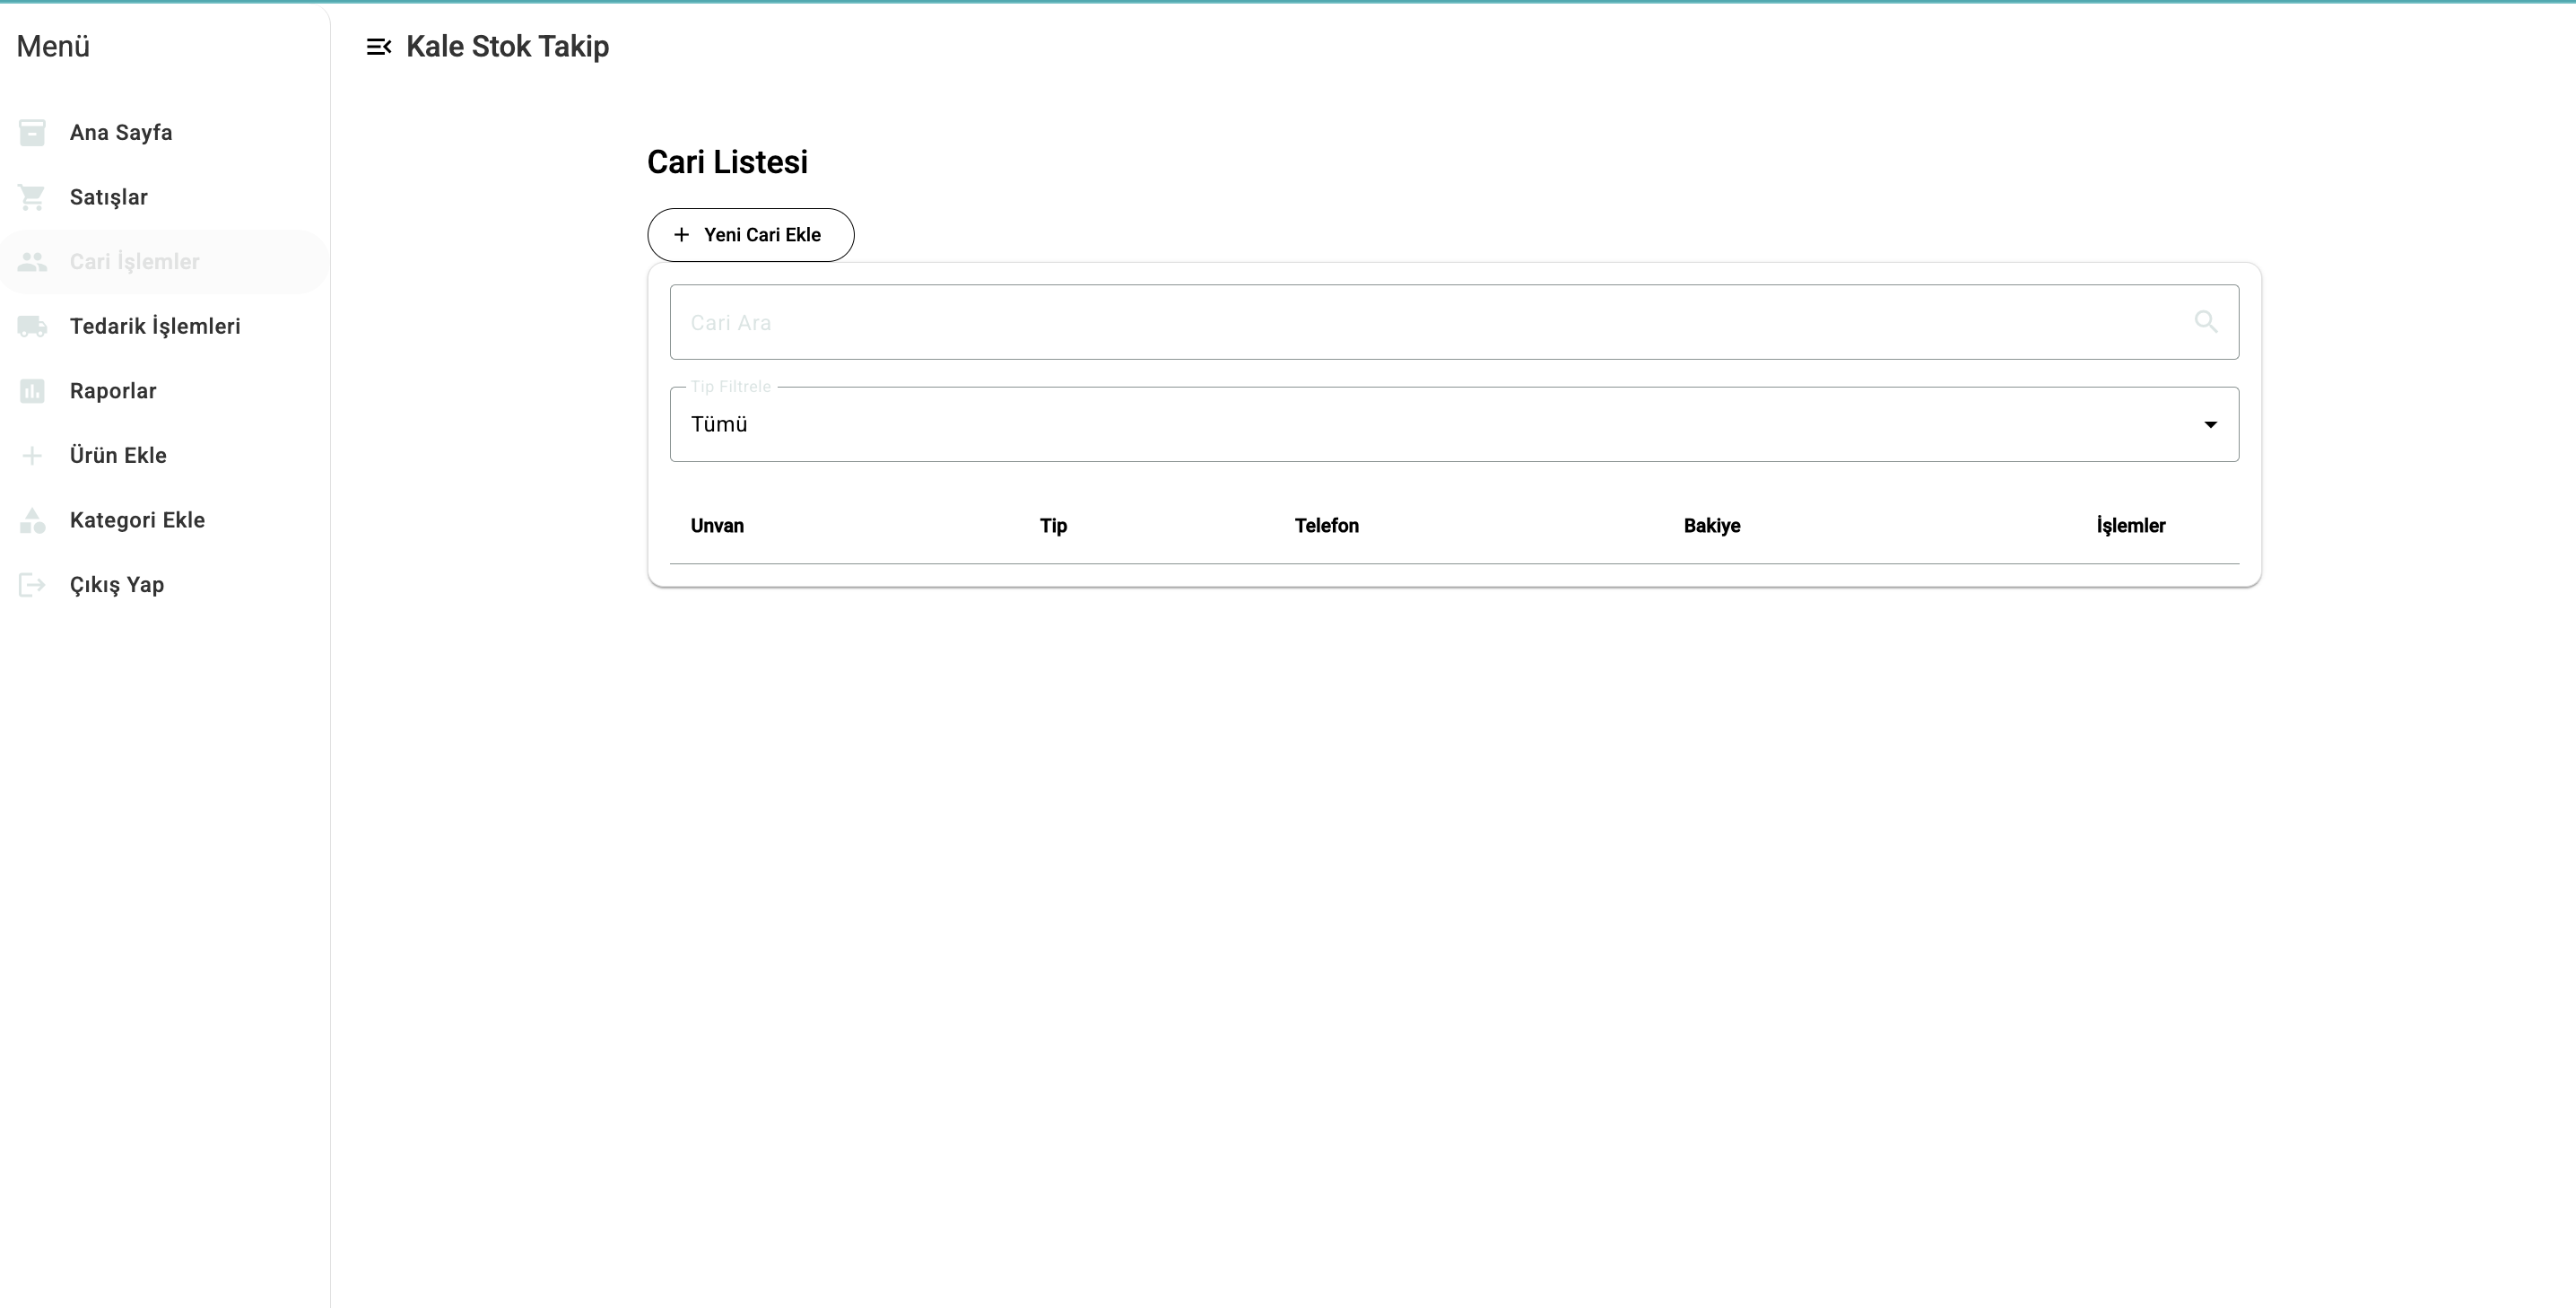 Menü
Kale Stok Takip
Ana Sayfa
Satışlar
Cari İşlemler
Tedarik İşlemleri
Raporlar
Ürün Ekle
Kategori Ekle
Çıkış Yap
Cari Listesi
Yeni Cari Ekle
Cari Ara
Tip Filtrele
Tümü
Unvan Tip Telefon Bakiye İşlemler